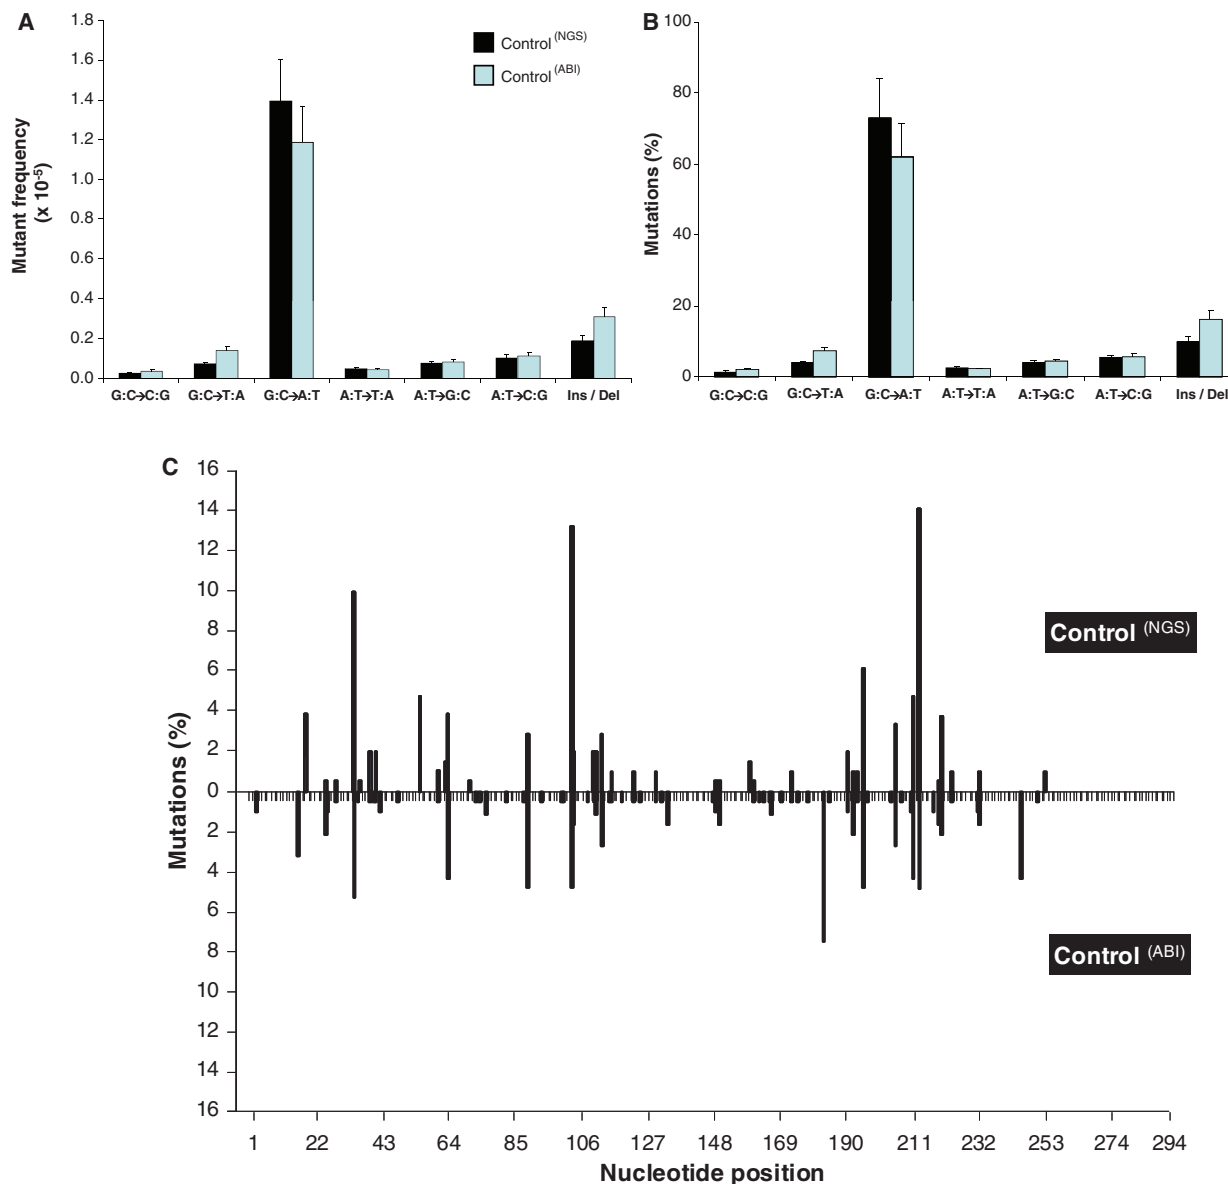 A
1.8
1.6
1.4
1.2
1.0
0.8
0.6
0.4
0.2
0.0
Mutant frequency
(x 10-5)
Control (NGS)
Control (ABI)
G:C→C:G G:C→T:A G:C→A:T A:T→T:A A:T→G:C A:T→C:G Ins / Del
B
100
80
60
40
20
0
Mutations (%)
G:C→C:G G:C→T:A G:C→A:T A:T→T:A A:T→G:C A:T→C:G Ins / Del
C
16
14
12
10
8
6
4
2
0
2
4
6
8
10
12
14
16
Mutations (%)
Control (NGS)
Control (ABI)
1 22 43 64 85 106 127 148 169 190 211 232 253 274 294
Nucleotide position